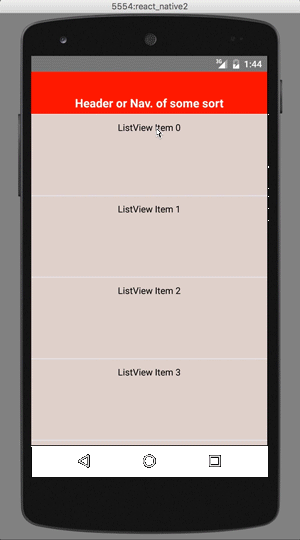 5554:react_native2
3G 1:44
Header or Nav. of some sort
ListView Item 0
ListView Item 1
ListView Item 2
ListView Item 3